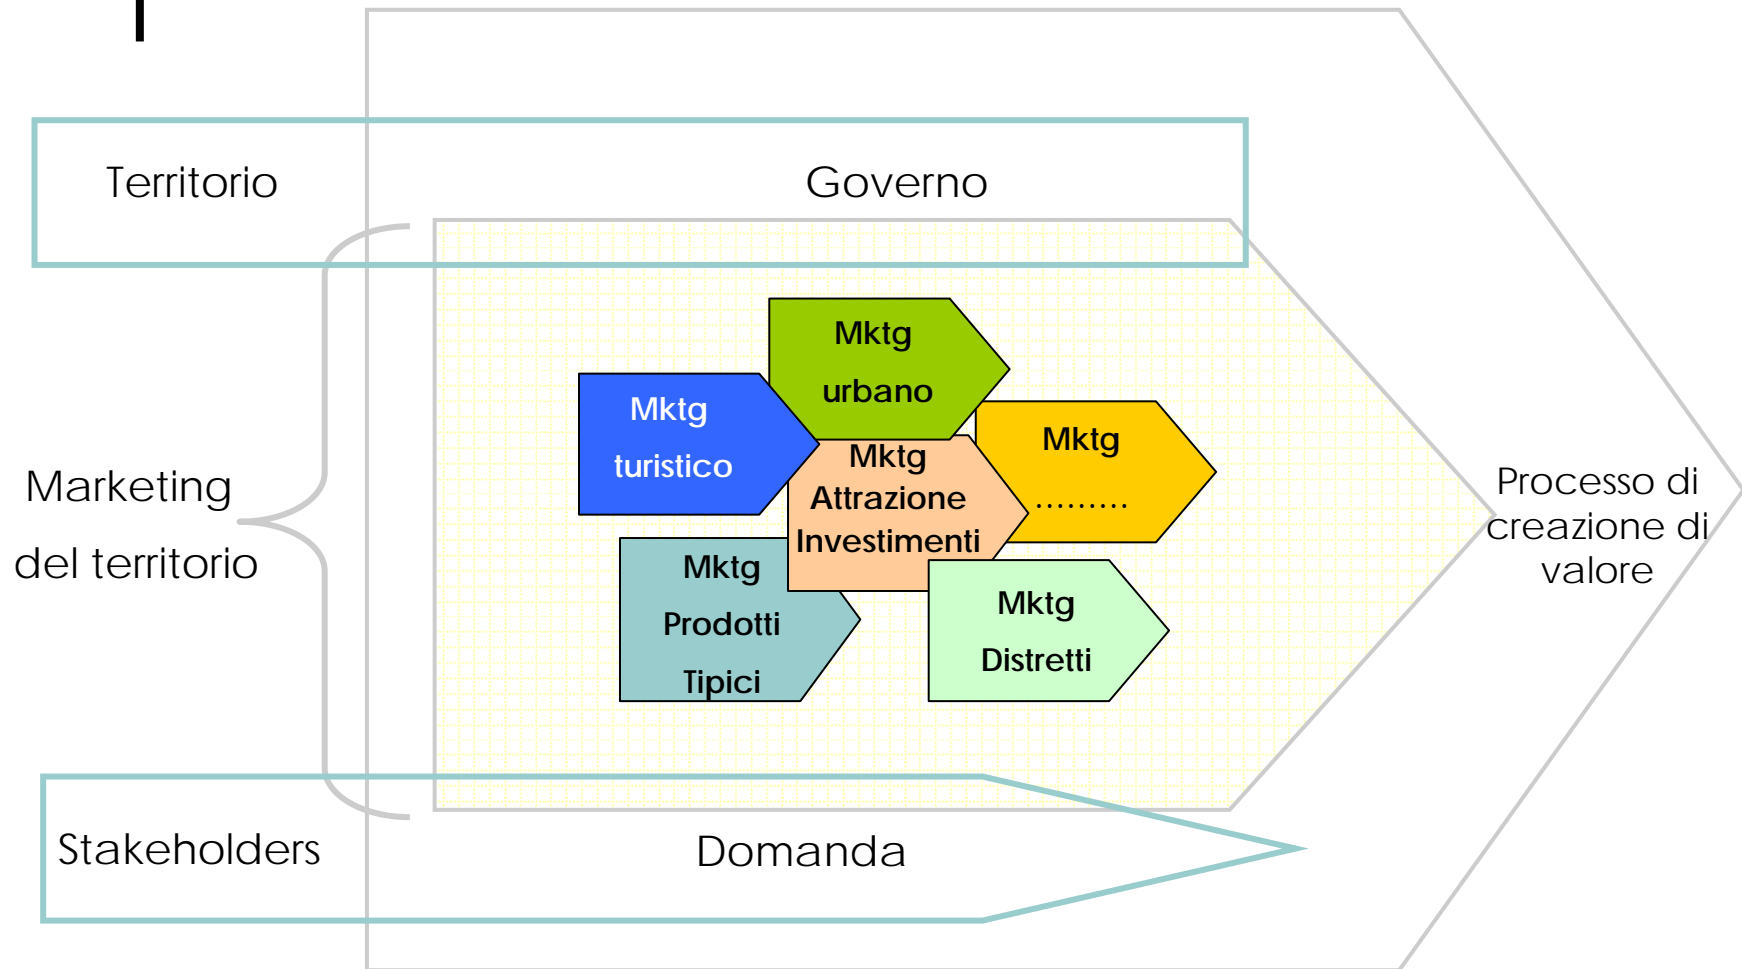 Territorio
Governo
Mktg
urbano
Mktg
turistico
Mktg
.........
Mktg
Attrazione
Investimenti
Marketing
del territorio
Processo di
creazione di
valore
Mktg
Prodotti
Tipici
Mktg
Distretti
Stakeholders
Domanda